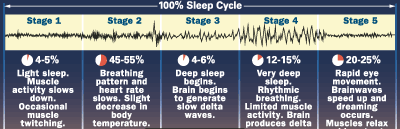 100% Sleep Cycle
Stage 1
Stage 2
Stage 3
Stage 4
Stage 5
4-5%
Light sleep.
Muscle
activity slows
down.
Occasional
muscle
twitching.
45-55%
Breathing
pattern and
heart rate
slows. Slight
decrease in
body
temperature.
4-6%
Deep sleep
begins.
Brain begins
to generate
slow delta
waves.
12-15%
Very deep
sleep.
Rhythmic
breathing.
Limited muscle
activity. Brain
produces delta
20-25%
Rapid eye
movement.
Brainwaves
speed up and
dreaming
occurs.
Muscles relax